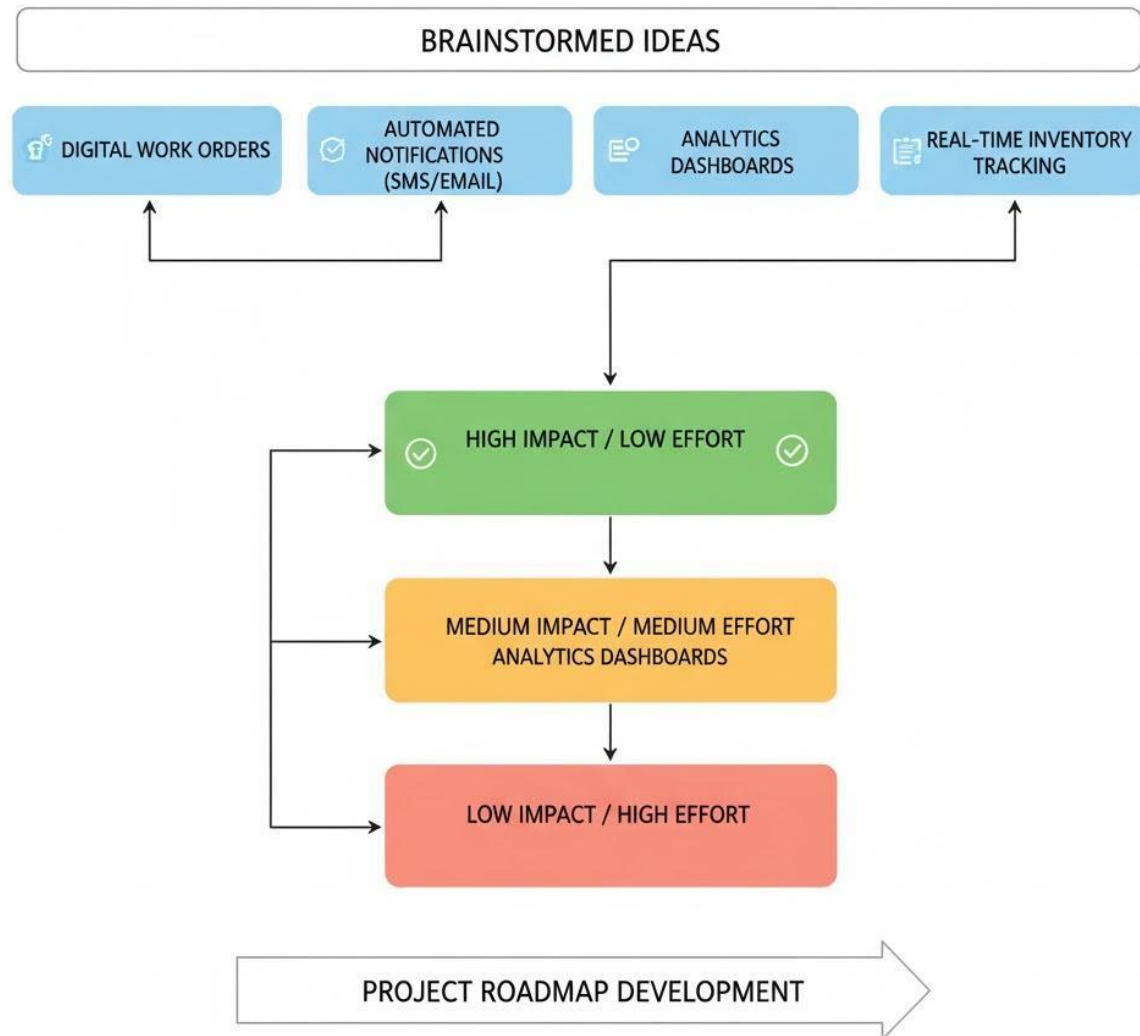 BRAINSTORMED IDEAS
DIGITAL WORK ORDERS
AUTOMATED
NOTIFICATIONS
(SMS/EMAIL)
ANALYTICS
DASHBOARDS
REAL-TIME INVENTORY
TRACKING
HIGH IMPACT / LOW EFFORT
MEDIUM IMPACT / MEDIUM EFFORT
ANALYTICS DASHBOARDS
LOW IMPACT / HIGH EFFORT
PROJECT ROADMAP DEVELOPMENT